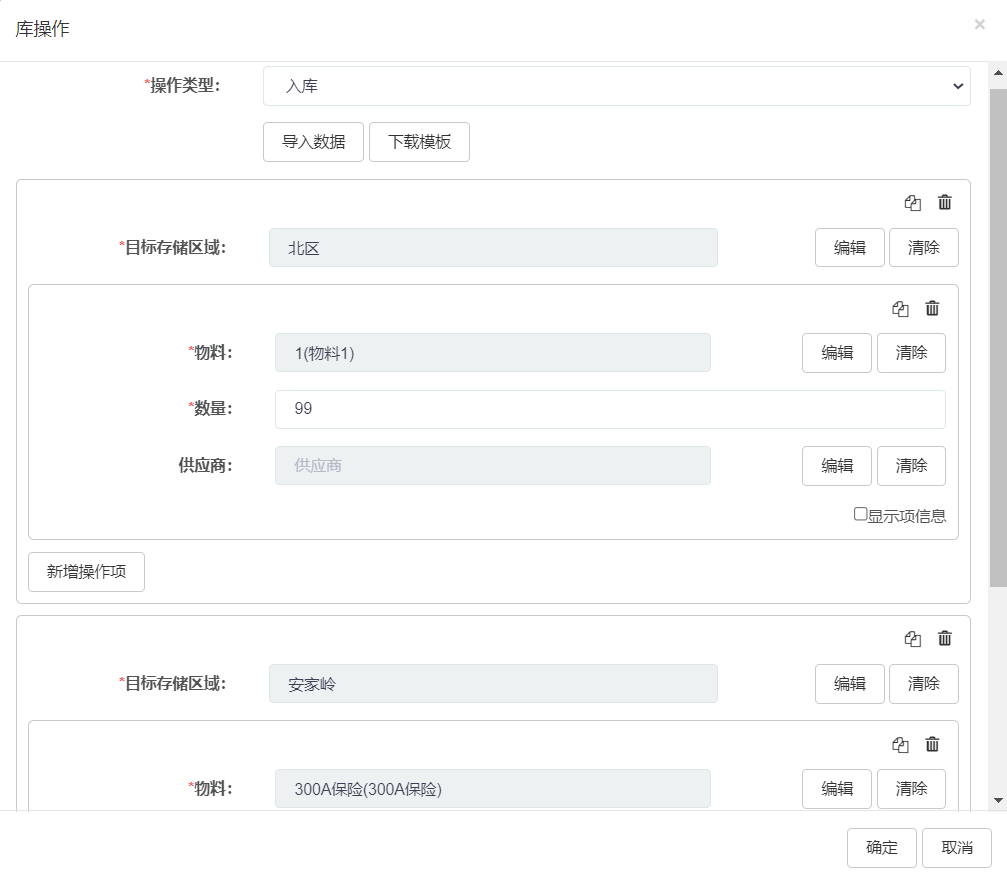 库操作
×
*操作类型：
入库
导入数据 下载模板
*目标存储区域： 北区 编辑 清除
*物料： 1(物料1) 编辑 清除
*数量： 99
供应商： 供应商 编辑 清除
显示项信息
新增操作项
*目标存储区域： 安家岭 编辑 清除
*物料： 300A保险(300A保险) 编辑 清除
确定 取消